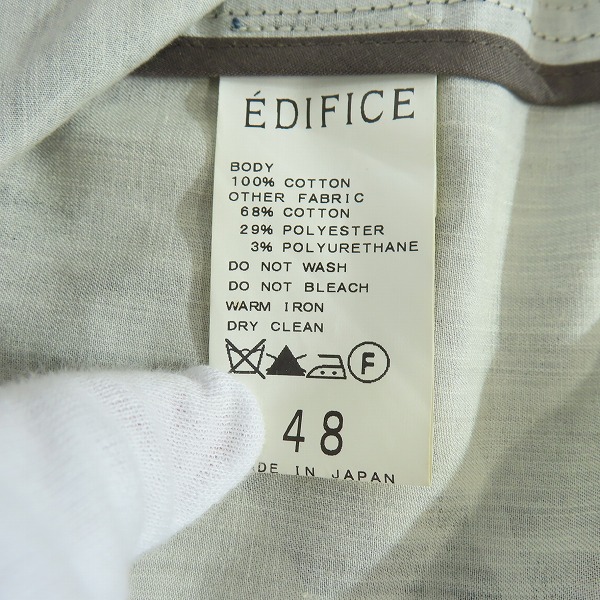 ÉDIFICE
BODY
100% COTTON
OTHER FABRIC
68% COTTON
29% POLYESTER
3% POLYURETHANE
DO NOT WASH
DO NOT BLEACH
WARM IRON
DRY CLEAN
F
48
DE IN JAPAN